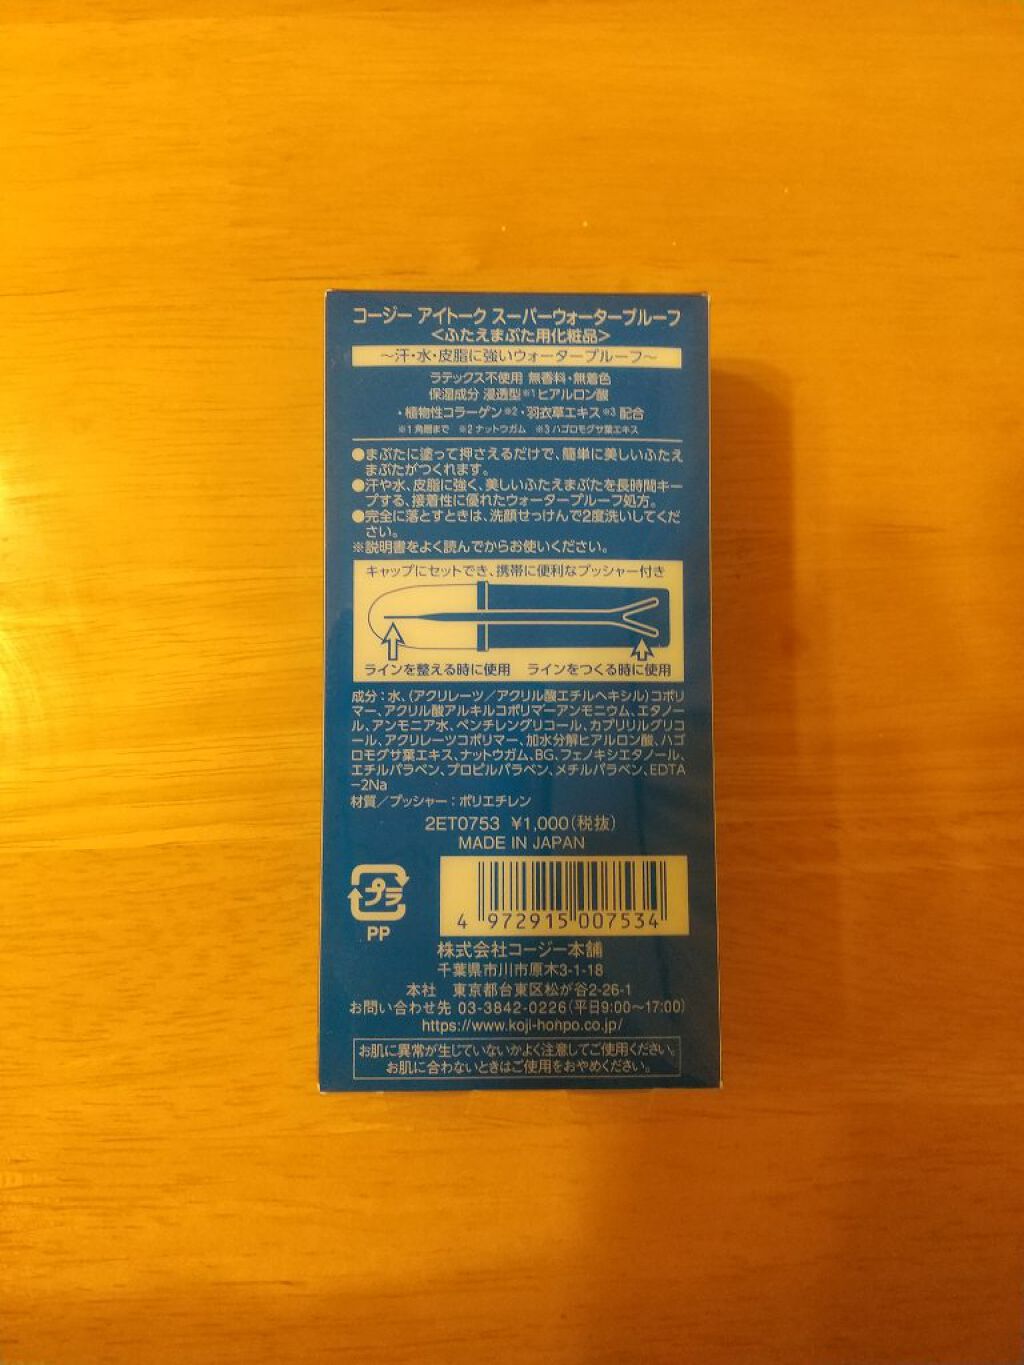 コージー アイトーク スーパーウォータープルーフ
＜ふたえまぶた用化粧品＞
～汗・水・皮脂に強いウォータープルーフ～
ラテックス不使用 無香料・無着色
保湿成分 浸透型※1ヒアルロン酸
・植物性コラーゲン※2・羽衣草エキス※3 配合
※1 角層まで ※2 ナットウガム ※3 ハゴロモグサ葉エキス
●まぶたに塗って押さえるだけで、簡単に美しいふたえ
まぶたがつくれます。
●汗や水、皮脂に強く、美しいふたえまぶたを長時間キー
プする、接着性に優れたウォータープルーフ処方。
●完全に落とすときは、洗顔せっけんで2度洗いしてくだ
さい。
※説明書をよく読んでからお使いください。
キャップにセットでき、携帯に便利なプッシャー付き
ラインを整える時に使用 ラインをつくる時に使用
成分：水、（アクリレーツ／アクリル酸エチルヘキシル）コポリ
マー、アクリル酸アルキルコポリマーアンモニウム、エタノー
ル、アンモニア水、ペンチレングリコール、カプリリルグリコ
ール、アクリレーツコポリマー、加水分解ヒアルロン酸、ハゴ
ロモグサ葉エキス、ナットウガム、BG、フェノキシエタノール、
エチルパラベン、プロピルパラベン、メチルパラベン、EDTA
－2Na
材質／プッシャー：ポリエチレン
2ET0753 ¥1,000（税抜）
MADE IN JAPAN
プラ
PP
4 972915 007534
株式会社コージー本舗
千葉県市川市原木3-1-18
本社 東京都台東区松が谷2-26-1
お問い合わせ先 03-3842-0226（平日9:00～17:00）
https://www.koji-honpo.co.jp/
お肌に異常が生じていないかよく注意してご使用ください。
お肌に合わないときはご使用をおやめください。